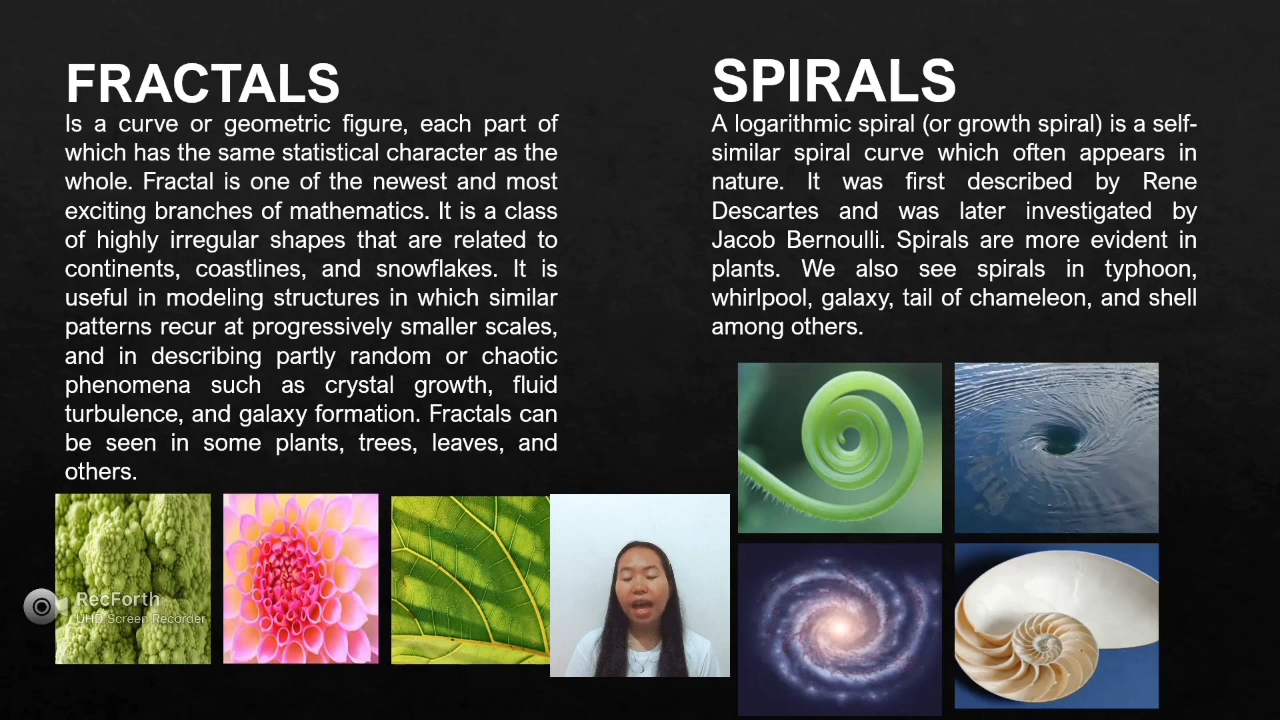 FRACTALS
Is a curve or geometric figure, each part of
which has the same statistical character as the
whole. Fractal is one of the newest and most
exciting branches of mathematics. It is a class
of highly irregular shapes that are related to
continents, coastlines, and snowflakes. It is
useful in modeling structures in which similar
patterns recur at progressively smaller scales,
and in describing partly random or chaotic
phenomena such as crystal growth, fluid
turbulence, and galaxy formation. Fractals can
be seen in some plants, trees, leaves, and
others.
RecForth
UHD Screen Recorder
SPIRALS
A logarithmic spiral (or growth spiral) is a self-
similar spiral curve which often appears in
nature. It was first described by Rene
Descartes and was later investigated by
Jacob Bernoulli. Spirals are more evident in
plants. We also see spirals in typhoon,
whirlpool, galaxy, tail of chameleon, and shell
among others.